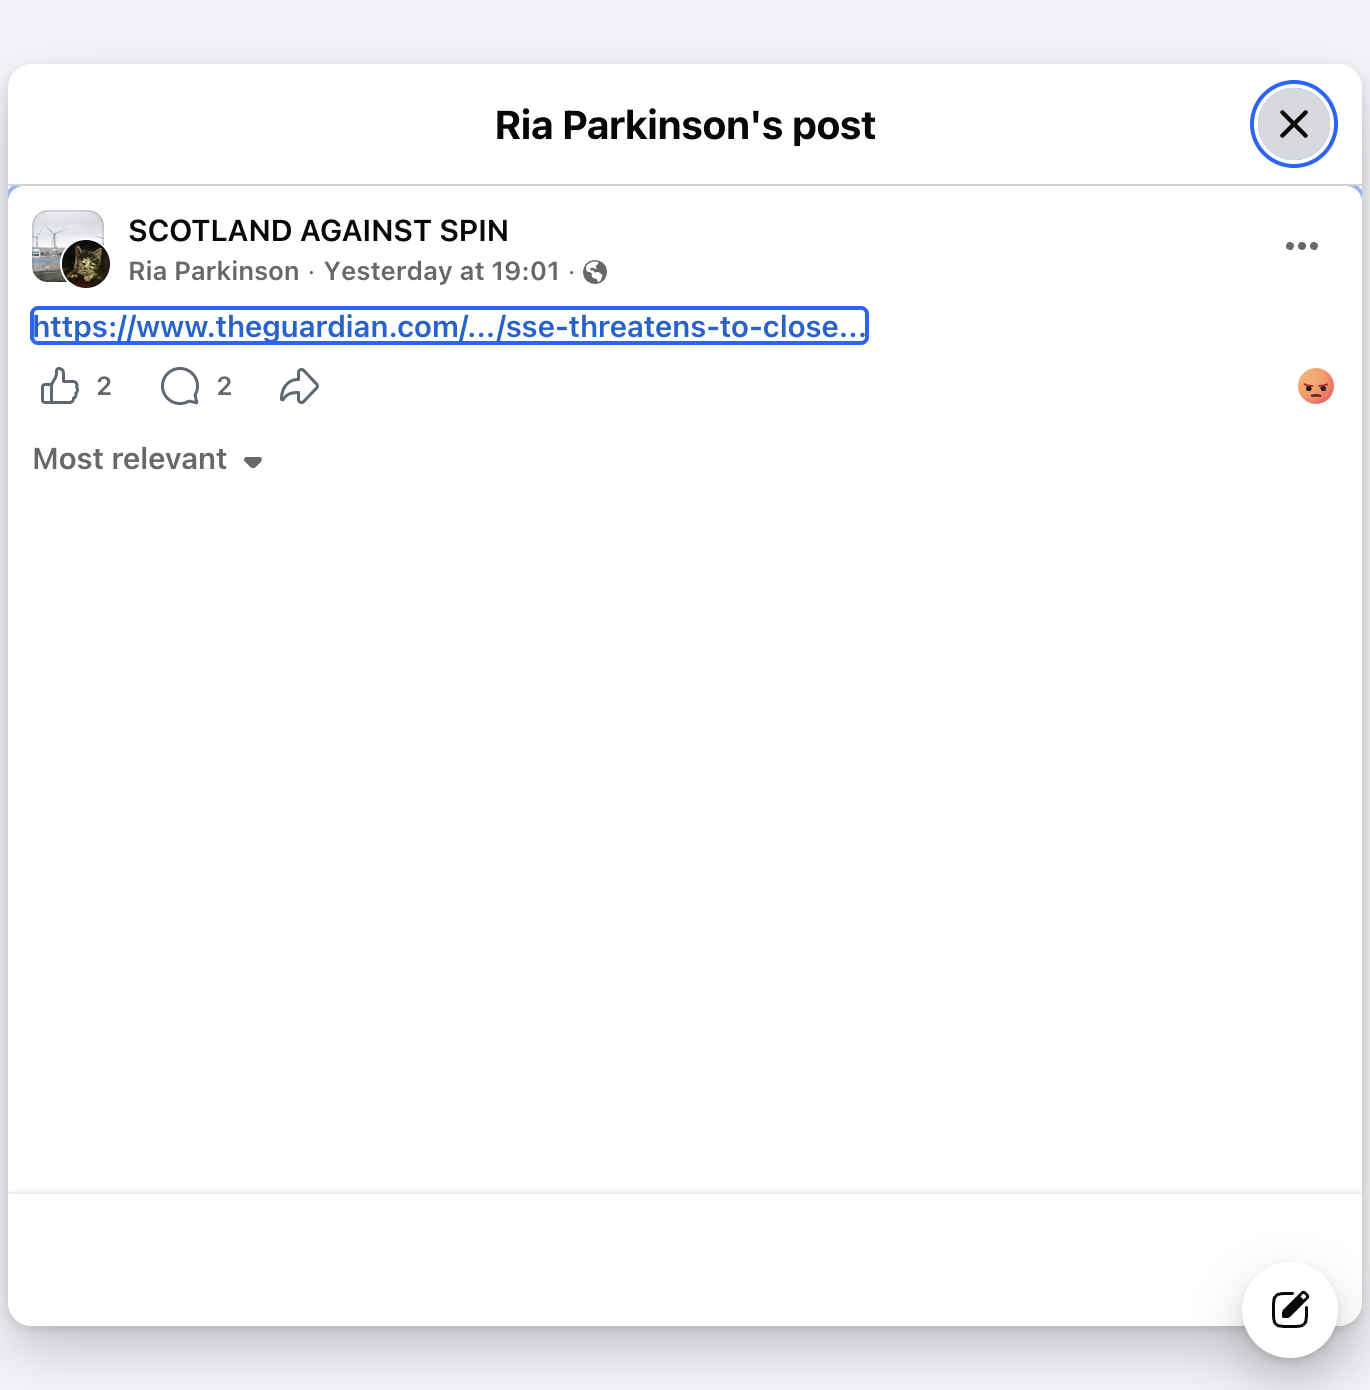 Ria Parkinson's post
SCOTLAND AGAINST SPIN
Ria Parkinson · Yesterday at 19:01 ·
https://www.theguardian.com/.../sse-threatens-to-close...
2 2
Most relevant